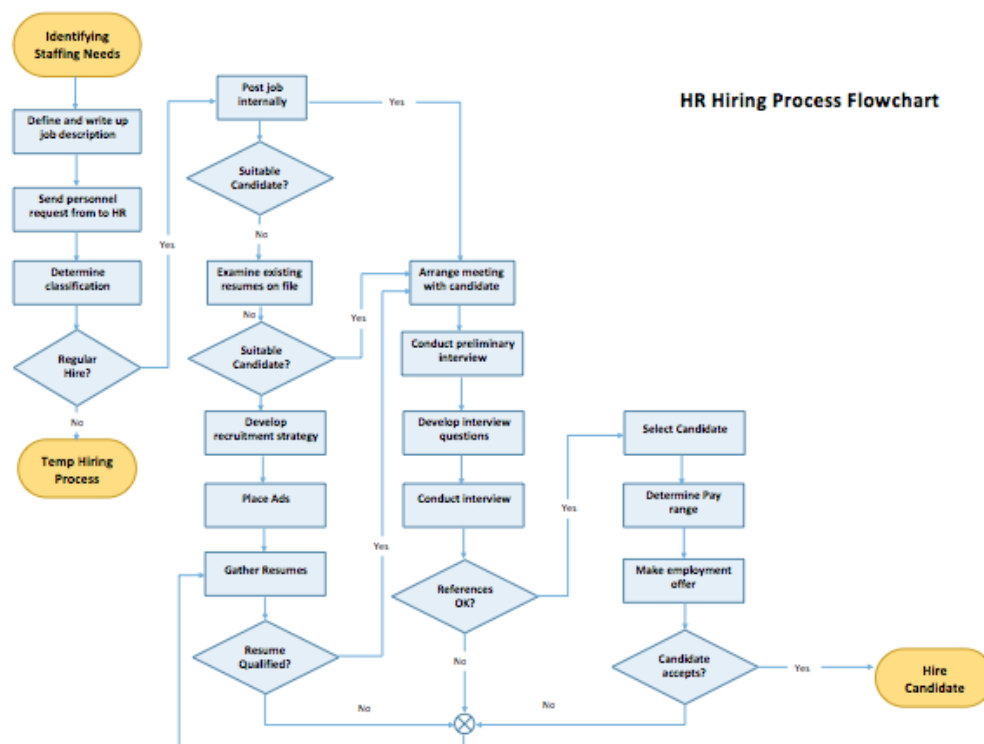 HR Hiring Process Flowchart
Identifying
Staffing Needs
Define and write up
job description
Send personnel
request from to HR
Determine
classification
Regular
Hire?
Yes
No
Temp Hiring
Process
Post job
internally
Yes
Suitable
Candidate?
No
Examine existing
resumes on file
No
Suitable
Candidate?
Yes
Develop
recruitment strategy
Place Ads
Gather Resumes
Resume
Qualified?
Yes
No
Arrange meeting
with candidate
Conduct preliminary
interview
Develop interview
questions
Conduct interview
References
OK?
Yes
No
Select Candidate
Determine Pay
range
Make employment
offer
Candidate
accepts?
Yes
No
Hire
Candidate